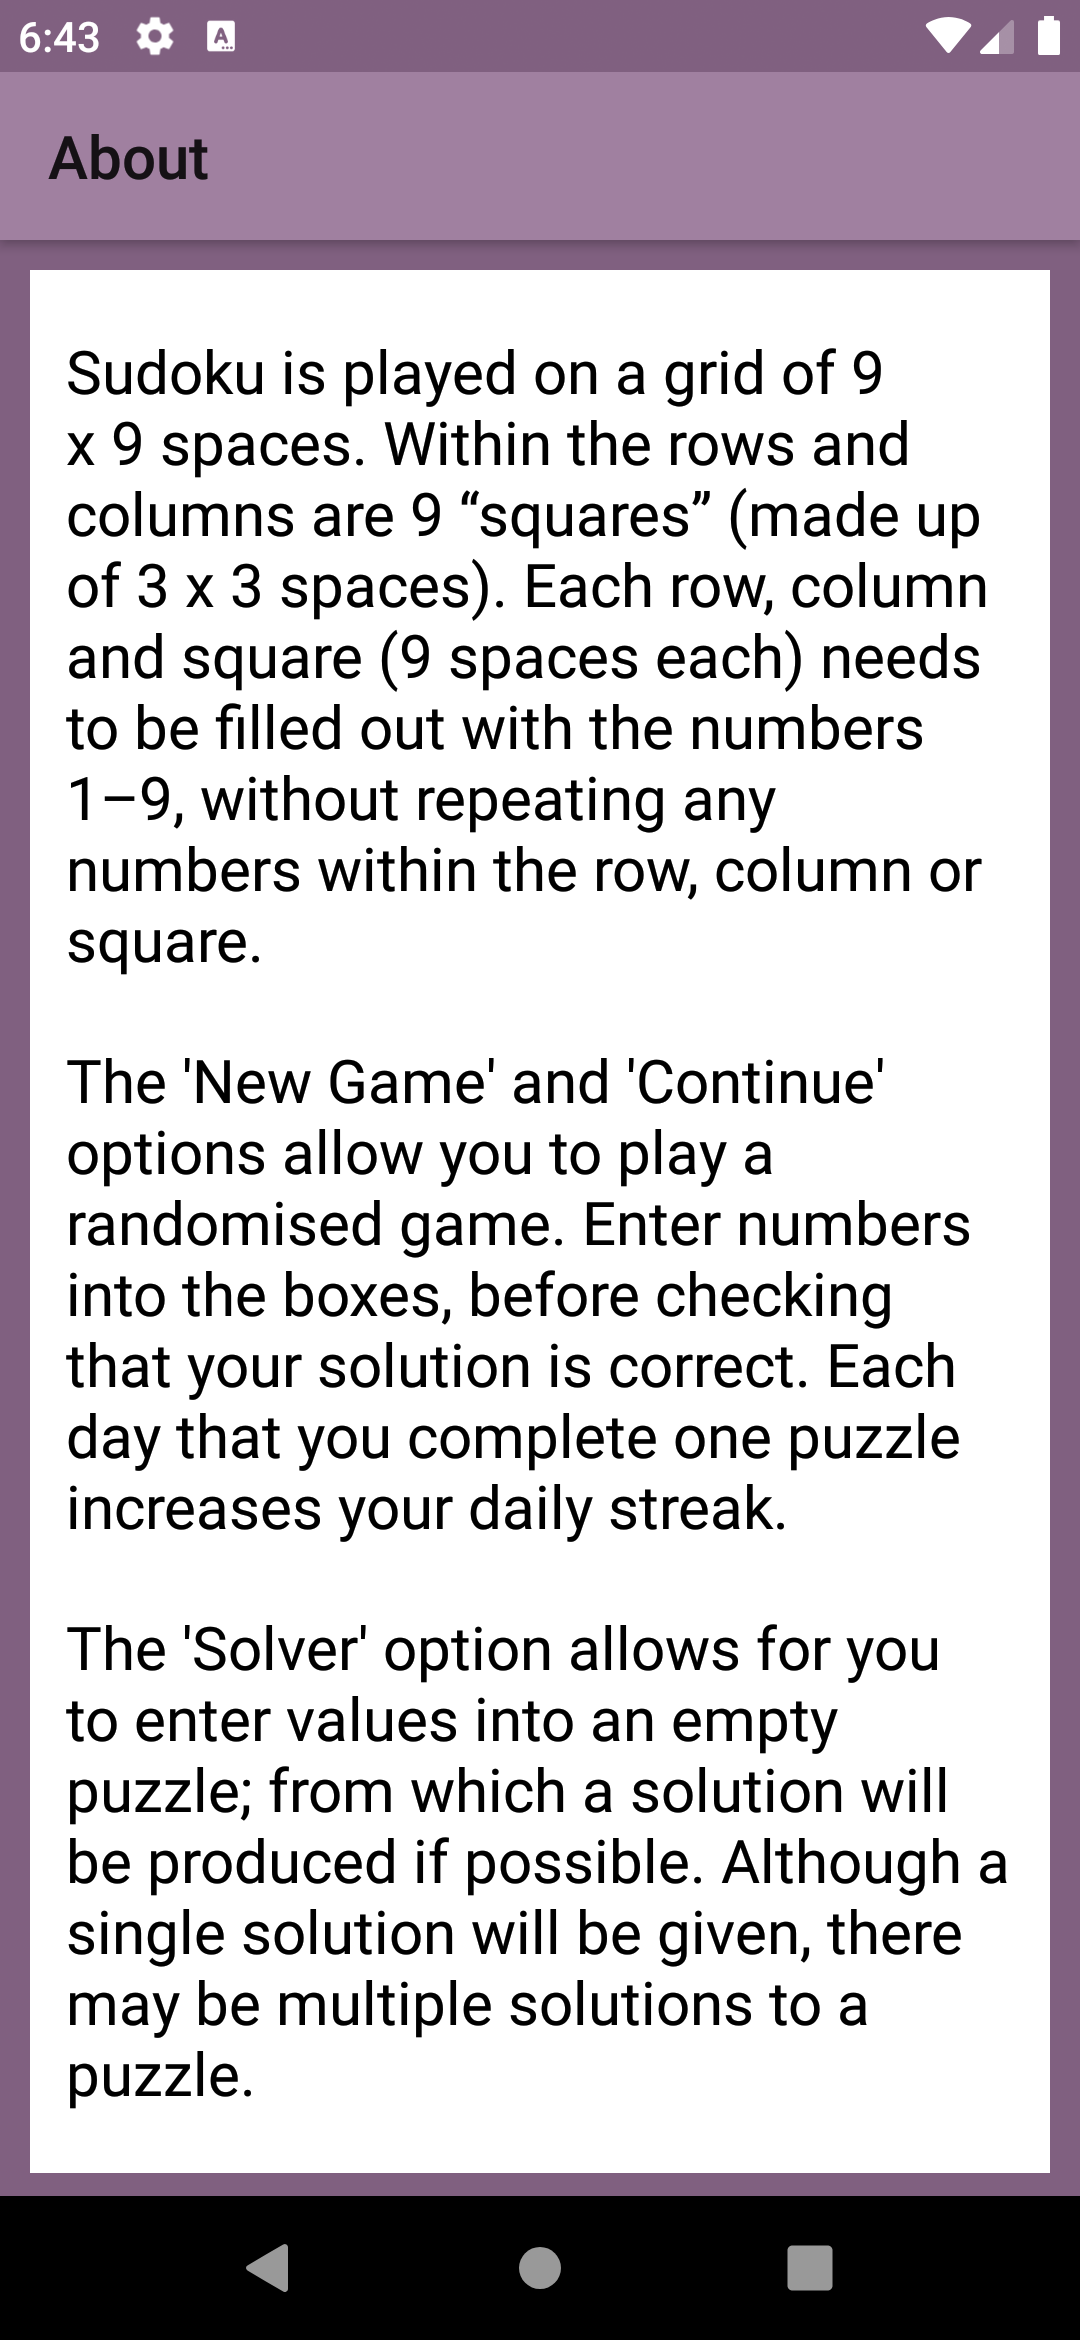 6:43
A
About
Sudoku is played on a grid of 9
x 9 spaces. Within the rows and
columns are 9 “squares” (made up
of 3 x 3 spaces). Each row, column
and square (9 spaces each) needs
to be filled out with the numbers
1–9, without repeating any
numbers within the row, column or
square.
The 'New Game' and 'Continue'
options allow you to play a
randomised game. Enter numbers
into the boxes, before checking
that your solution is correct. Each
day that you complete one puzzle
increases your daily streak.
The 'Solver' option allows for you
to enter values into an empty
puzzle; from which a solution will
be produced if possible. Although a
single solution will be given, there
may be multiple solutions to a
puzzle.